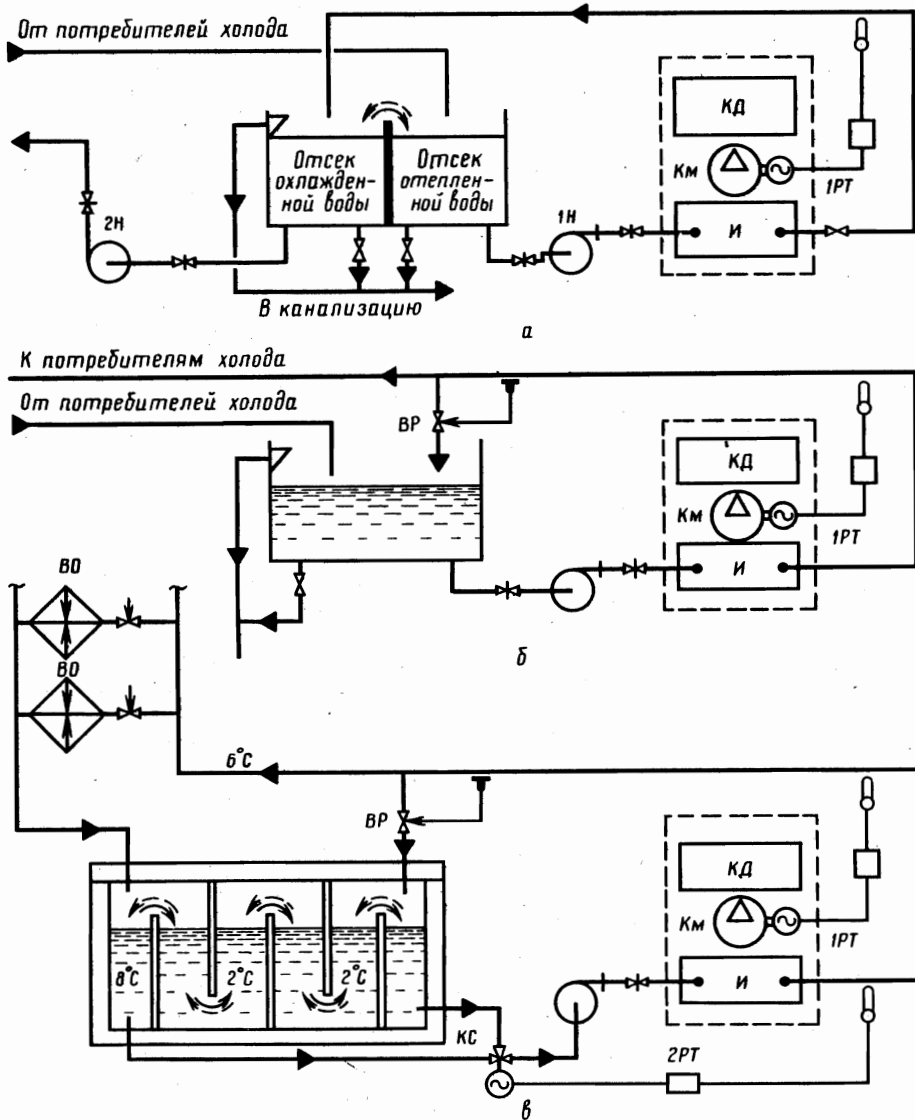 От потребителей холода
КД
Км
1РТ
Отсек
охлажден-
ной воды
Отсек
отеплен-
ной воды
2Н
1Н
И
В канализацию
а
К потребителям холода
От потребителей холода
ВР
КД
Км
1РТ
И
ВО
б
ВО
6°С
ВР
КД
Км
1РТ
8°С
2°С
2°С
И
КС
2РТ
в